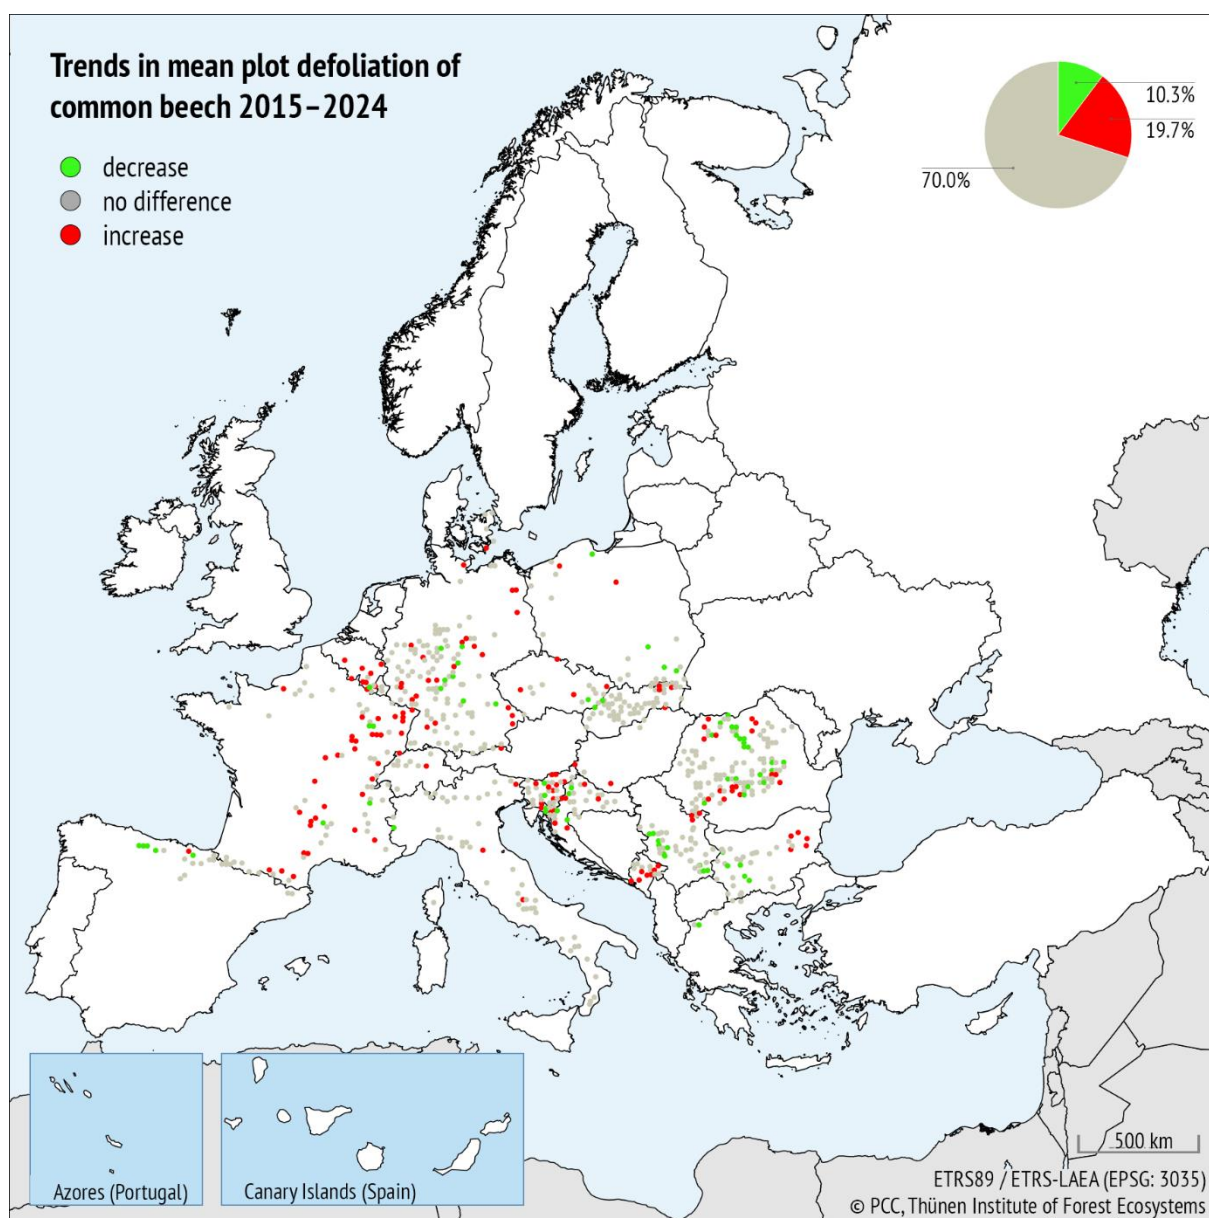 Trends in mean plot defoliation of
common beech 2015–2024
decrease
no difference
increase
10.3%
19.7%
70.0%
500 km
Azores (Portugal)
Canary Islands (Spain)
ETRS89 / ETRS-LAEA (EPSG: 3035)
© PCC, Thünen Institute of Forest Ecosystems